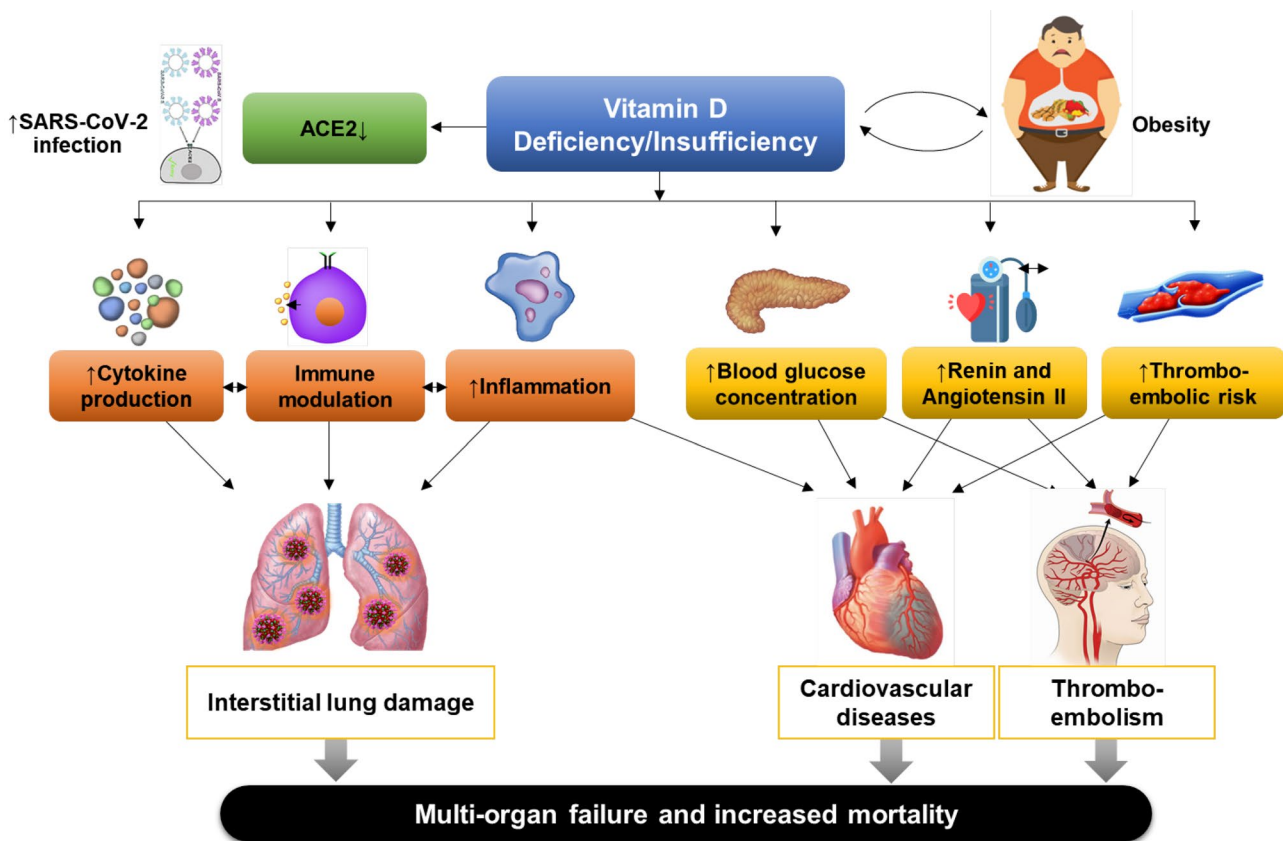 ↑SARS-CoV-2
infection
ACE2↓
Vitamin D
Deficiency/Insufficiency
Obesity
↑Cytokine
production
Immune
modulation
↑Inflammation
↑Blood glucose
concentration
↑Renin and
Angiotensin II
↑Thrombo-
embolic risk
Interstitial lung damage
Cardiovascular
diseases
Thrombo-
embolism
Multi-organ failure and increased mortality